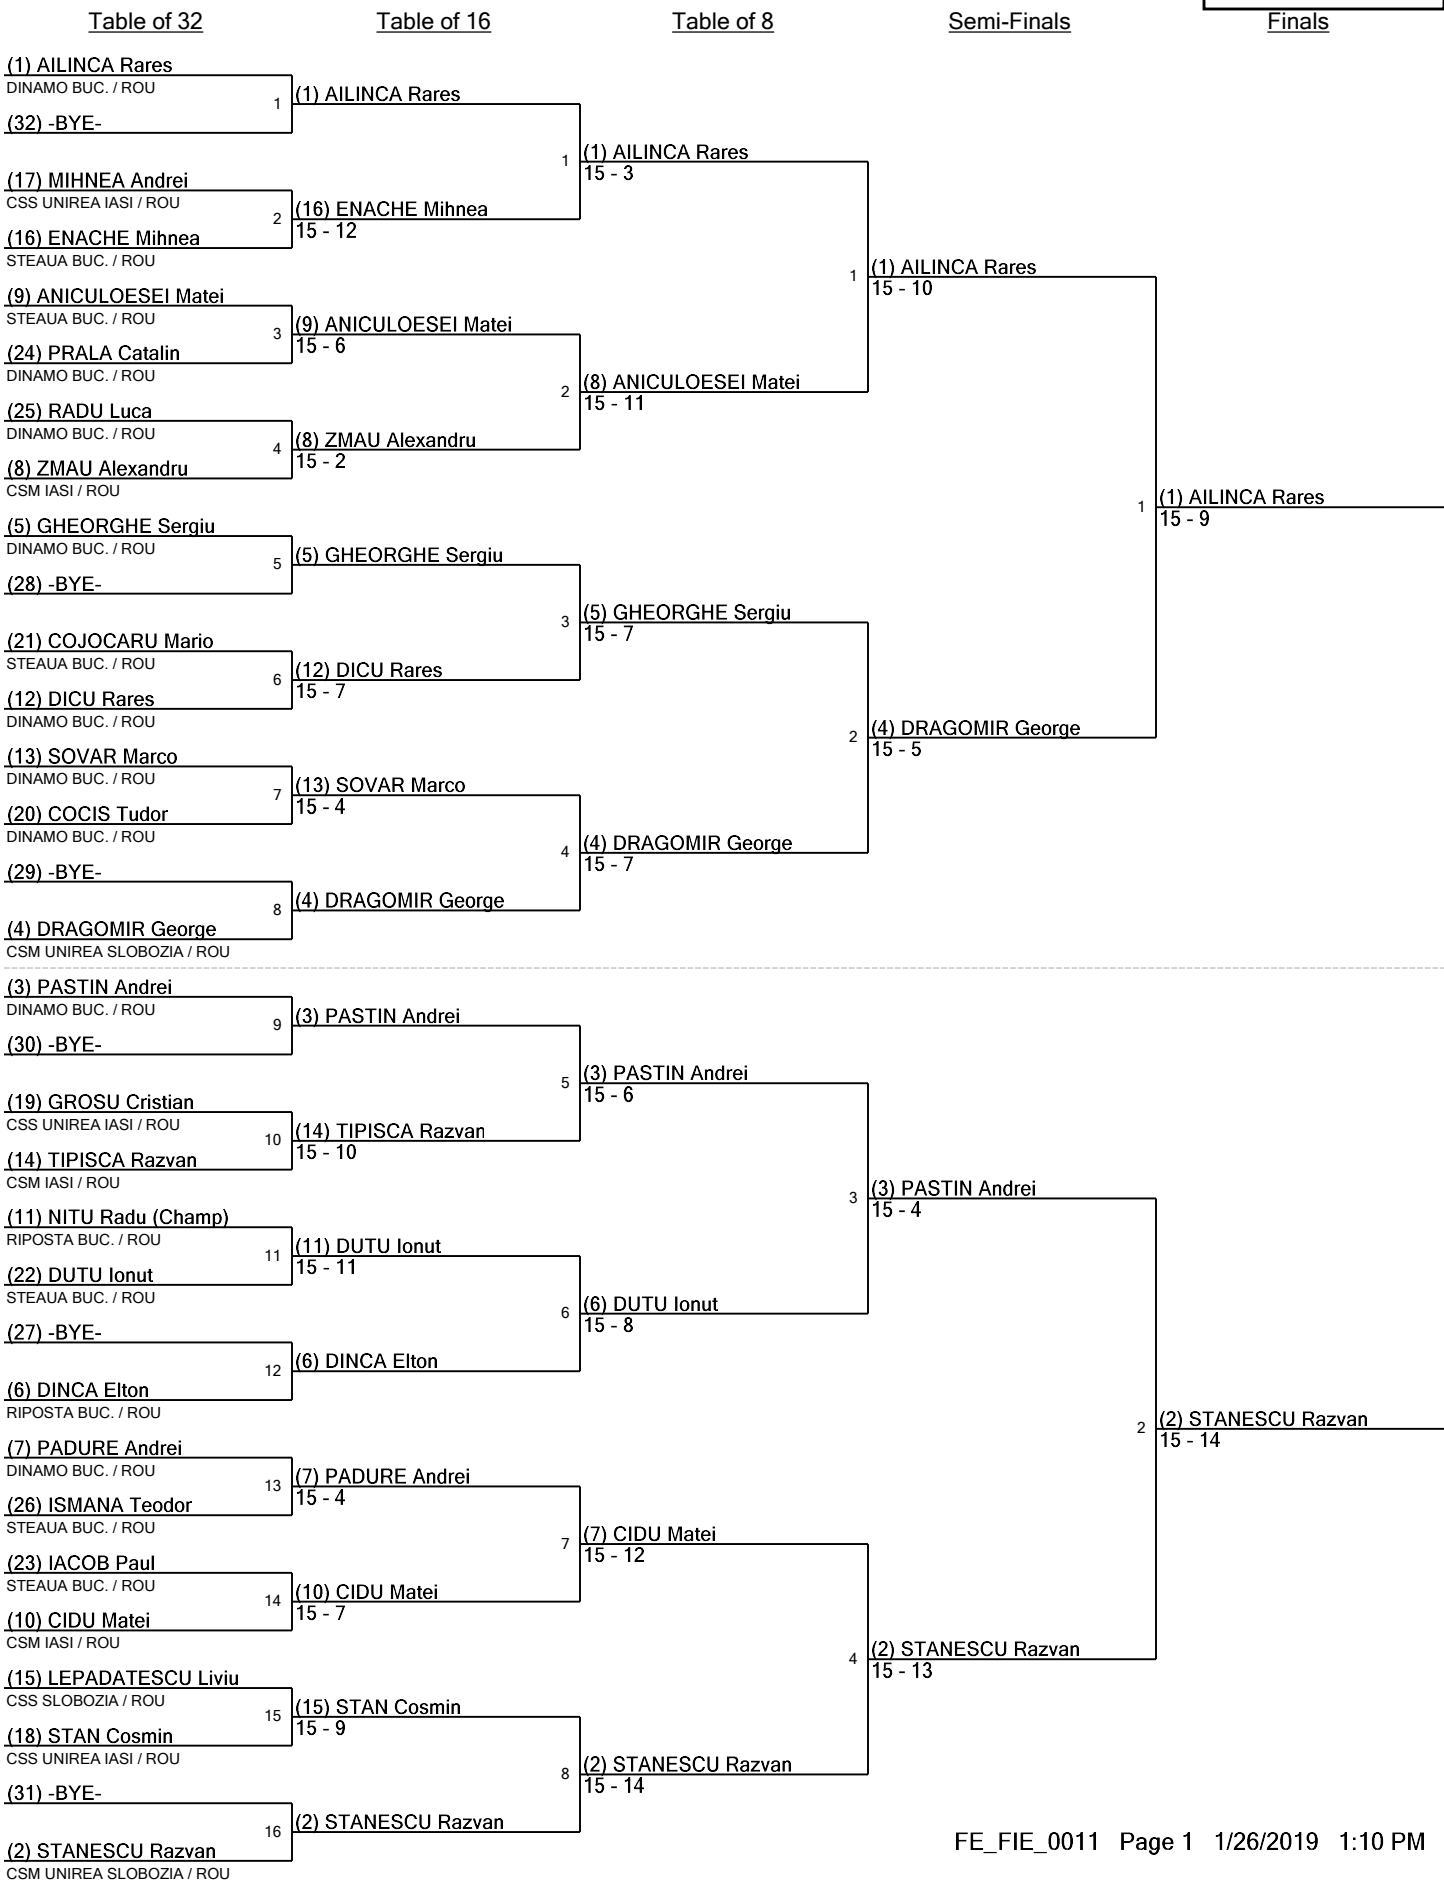 Table of 32
Table of 16
Table of 8
Semi-Finals
Finals
(1) AILINCA Rares
DINAMO BUC. / ROU
1
(32) -BYE-
(17) MIHNEA Andrei
CSS UNIREA IASI / ROU
2
(16) ENACHE Mihnea
STEAUA BUC. / ROU
(9) ANICULOESEI Matei
STEAUA BUC. / ROU
3
(24) PRALA Catalin
DINAMO BUC. / ROU
(25) RADU Luca
DINAMO BUC. / ROU
4
(8) ZMAU Alexandru
CSM IASI / ROU
(5) GHEORGHE Sergiu
DINAMO BUC. / ROU
5
(28) -BYE-
(21) COJOCARU Mario
STEAUA BUC. / ROU
6
(12) DICU Rares
DINAMO BUC. / ROU
(13) SOVAR Marco
DINAMO BUC. / ROU
7
(20) COCIS Tudor
DINAMO BUC. / ROU
(29) -BYE-
8
(4) DRAGOMIR George
CSM UNIREA SLOBOZIA / ROU
(3) PASTIN Andrei
DINAMO BUC. / ROU
9
(30) -BYE-
(19) GROSU Cristian
CSS UNIREA IASI / ROU
10
(14) TIPISCA Razvan
CSM IASI / ROU
(11) NITU Radu (Champ)
RIPOSTA BUC. / ROU
11
(22) DUTU Ionut
STEAUA BUC. / ROU
(27) -BYE-
12
(6) DINCA Elton
RIPOSTA BUC. / ROU
(7) PADURE Andrei
DINAMO BUC. / ROU
13
(26) ISMANA Teodor
STEAUA BUC. / ROU
(23) IACOB Paul
STEAUA BUC. / ROU
14
(10) CIDU Matei
CSM IASI / ROU
(15) LEPADATESCU Liviu
CSS SLOBOZIA / ROU
15
(18) STAN Cosmin
CSS UNIREA IASI / ROU
(31) -BYE-
16
(2) STANESCU Razvan
CSM UNIREA SLOBOZIA / ROU
(1) AILINCA Rares
1
(16) ENACHE Mihnea
15 - 12
(9) ANICULOESEI Matei
15 - 6
2
(8) ZMAU Alexandru
15 - 2
(5) GHEORGHE Sergiu
3
(12) DICU Rares
15 - 7
(13) SOVAR Marco
15 - 4
4
(4) DRAGOMIR George
(3) PASTIN Andrei
5
(14) TIPISCA Razvan
15 - 10
(11) DUTU Ionut
15 - 11
6
(6) DINCA Elton
(7) PADURE Andrei
15 - 4
7
(10) CIDU Matei
15 - 7
(15) STAN Cosmin
15 - 9
8
(2) STANESCU Razvan
(1) AILINCA Rares
15 - 3
1
(8) ANICULOESEI Matei
15 - 11
(5) GHEORGHE Sergiu
15 - 7
2
(4) DRAGOMIR George
15 - 7
(3) PASTIN Andrei
15 - 6
3
(6) DUTU Ionut
15 - 8
(7) CIDU Matei
15 - 12
4
(2) STANESCU Razvan
15 - 14
(1) AILINCA Rares
15 - 10
1
(4) DRAGOMIR George
15 - 5
(3) PASTIN Andrei
15 - 4
2
(2) STANESCU Razvan
15 - 13
(1) AILINCA Rares
15 - 9
(2) STANESCU Razvan
15 - 14
FE_FIE_0011 Page 1 1/26/2019 1:10 PM